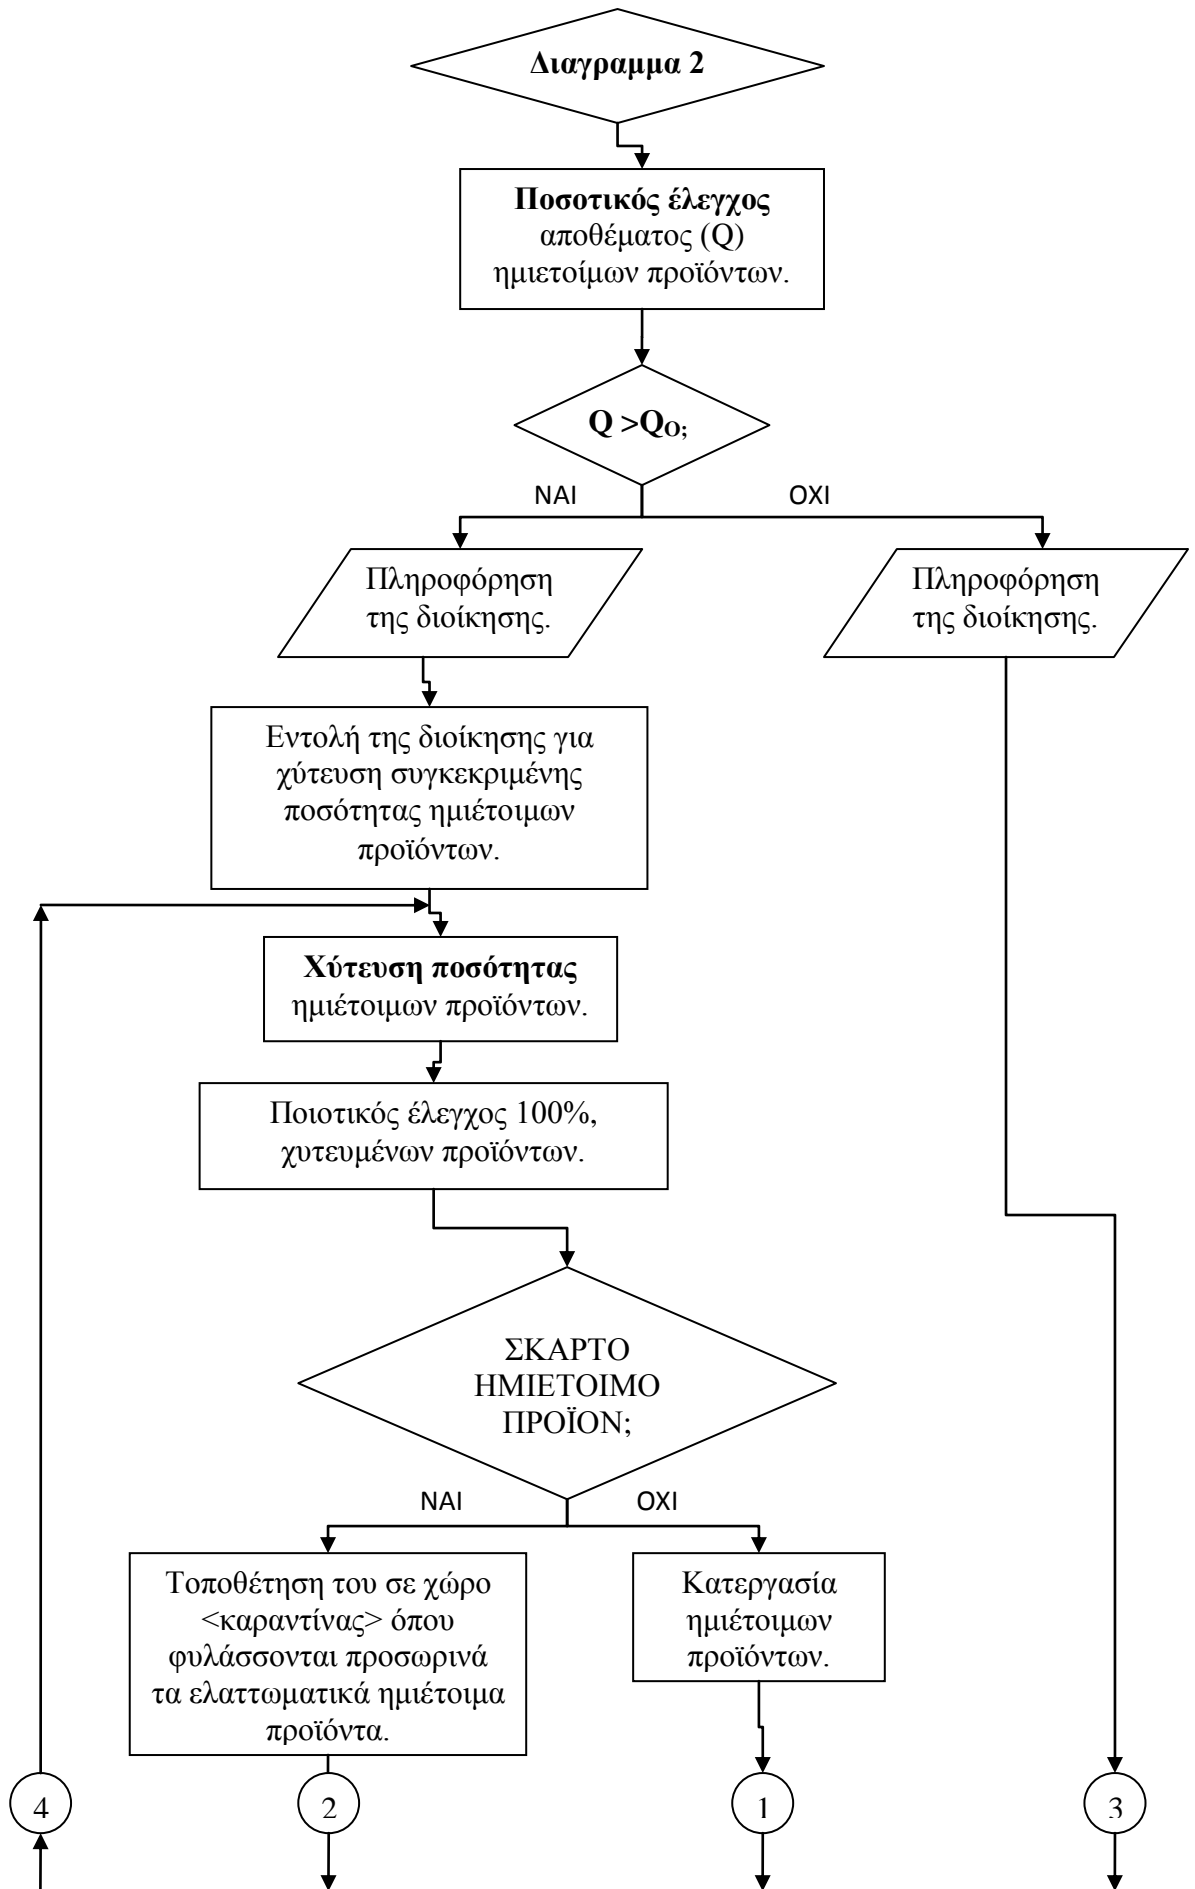 Διαγραμμα 2
Ποσοτικός έλεγχος
αποθέματος (Q)
ημιετοίμων προϊόντων.
Q >QO;
ΝΑΙ
ΟΧΙ
Πληροφόρηση
της διοίκησης.
Πληροφόρηση
της διοίκησης.
Εντολή της διοίκησης για
χύτευση συγκεκριμένης
ποσότητας ημιέτοιμων
προϊόντων.
Χύτευση ποσότητας
ημιέτοιμων προϊόντων.
Ποιοτικός έλεγχος 100%,
χυτευμένων προϊόντων.
ΣΚΑΡΤΟ
ΗΜΙΕΤΟΙΜΟ
ΠΡΟΪΟΝ;
ΝΑΙ
ΟΧΙ
Τοποθέτηση του σε χώρο
<καραντίνας> όπου
φυλάσσονται προσωρινά
τα ελαττωματικά ημιέτοιμα
προϊόντα.
Κατεργασία
ημιέτοιμων
προϊόντων.
4
2
1
3